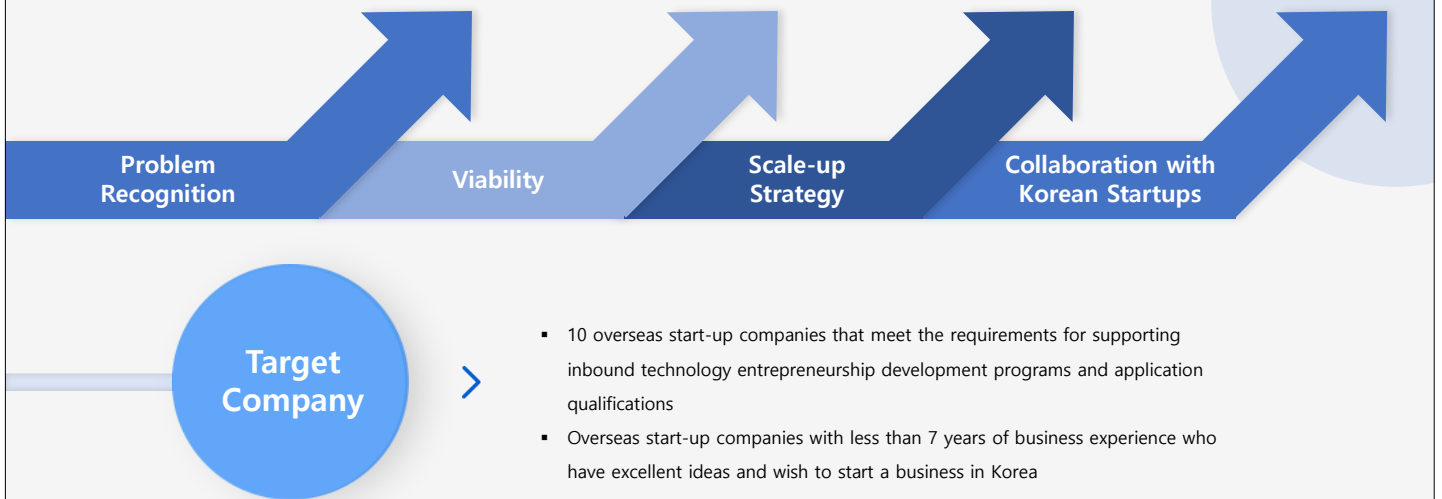 Problem
Recognition
Viability
Scale-up
Strategy
Collaboration with
Korean Startups
Target
Company
▪ 10 overseas start-up companies that meet the requirements for supporting
inbound technology entrepreneurship development programs and application
qualifications
▪ Overseas start-up companies with less than 7 years of business experience who
have excellent ideas and wish to start a business in Korea